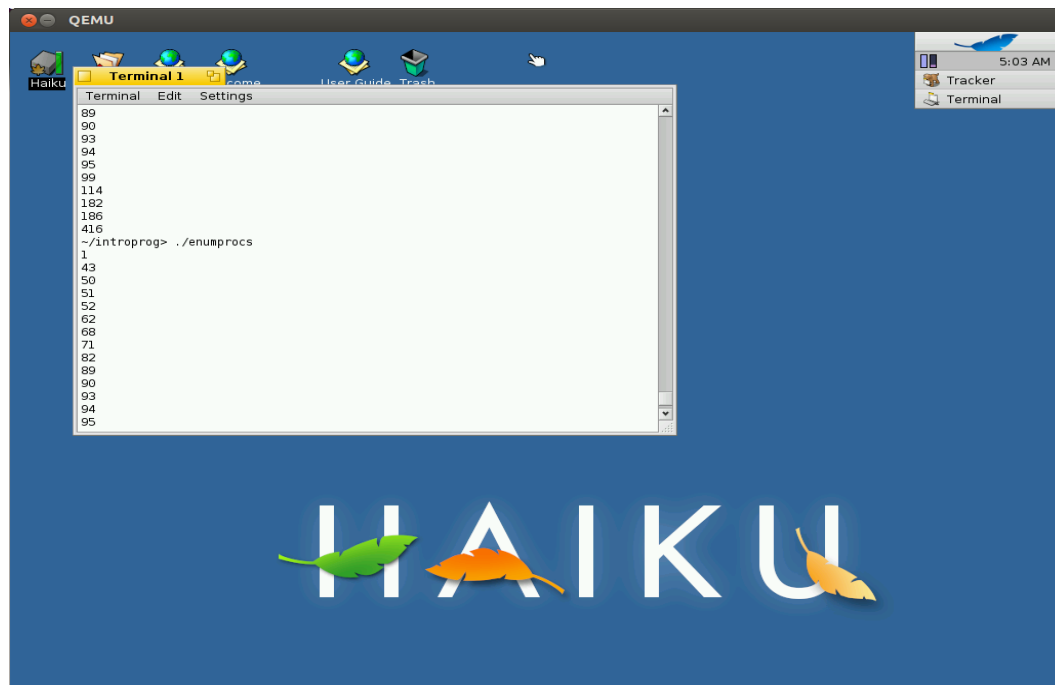 QEMU
5:03 AM
Tracker
Terminal
Haiku
User Guide Trash
Terminal 1
Terminal Edit Settings
89
90
93
94
95
99
114
182
186
416
~/introprog> ./enumprocs
1
43
50
51
52
62
68
71
82
89
90
93
94
95
HAIKU